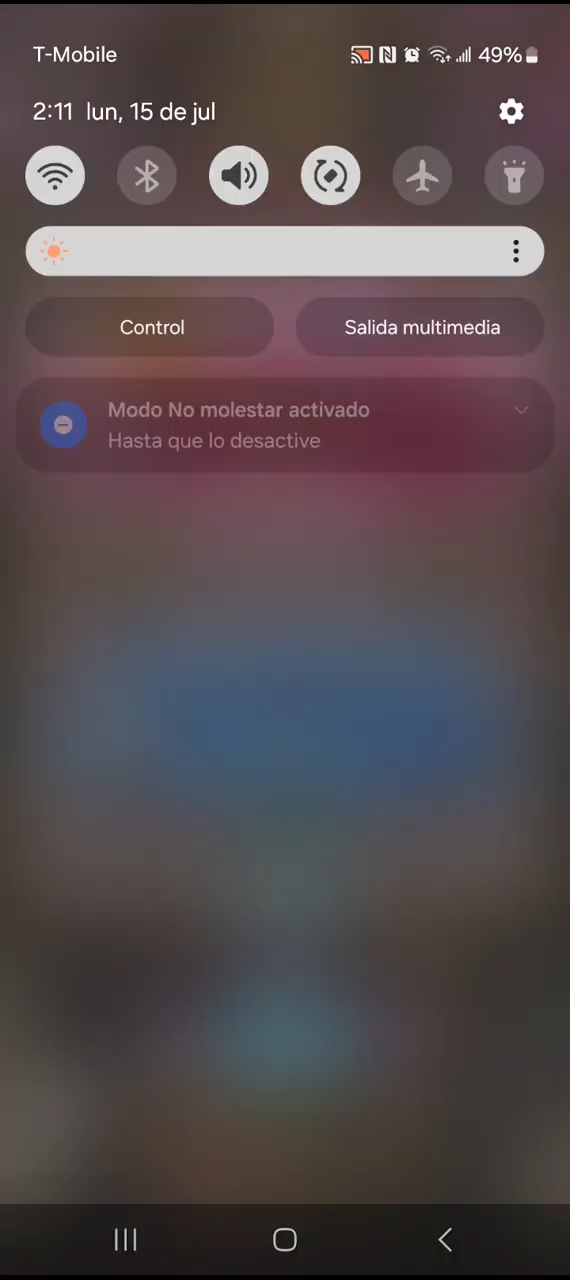 T-Mobile
49%
2:11 lun, 15 de jul
Control
Salida multimedia
Modo No molestar activado
Hasta que lo desactive